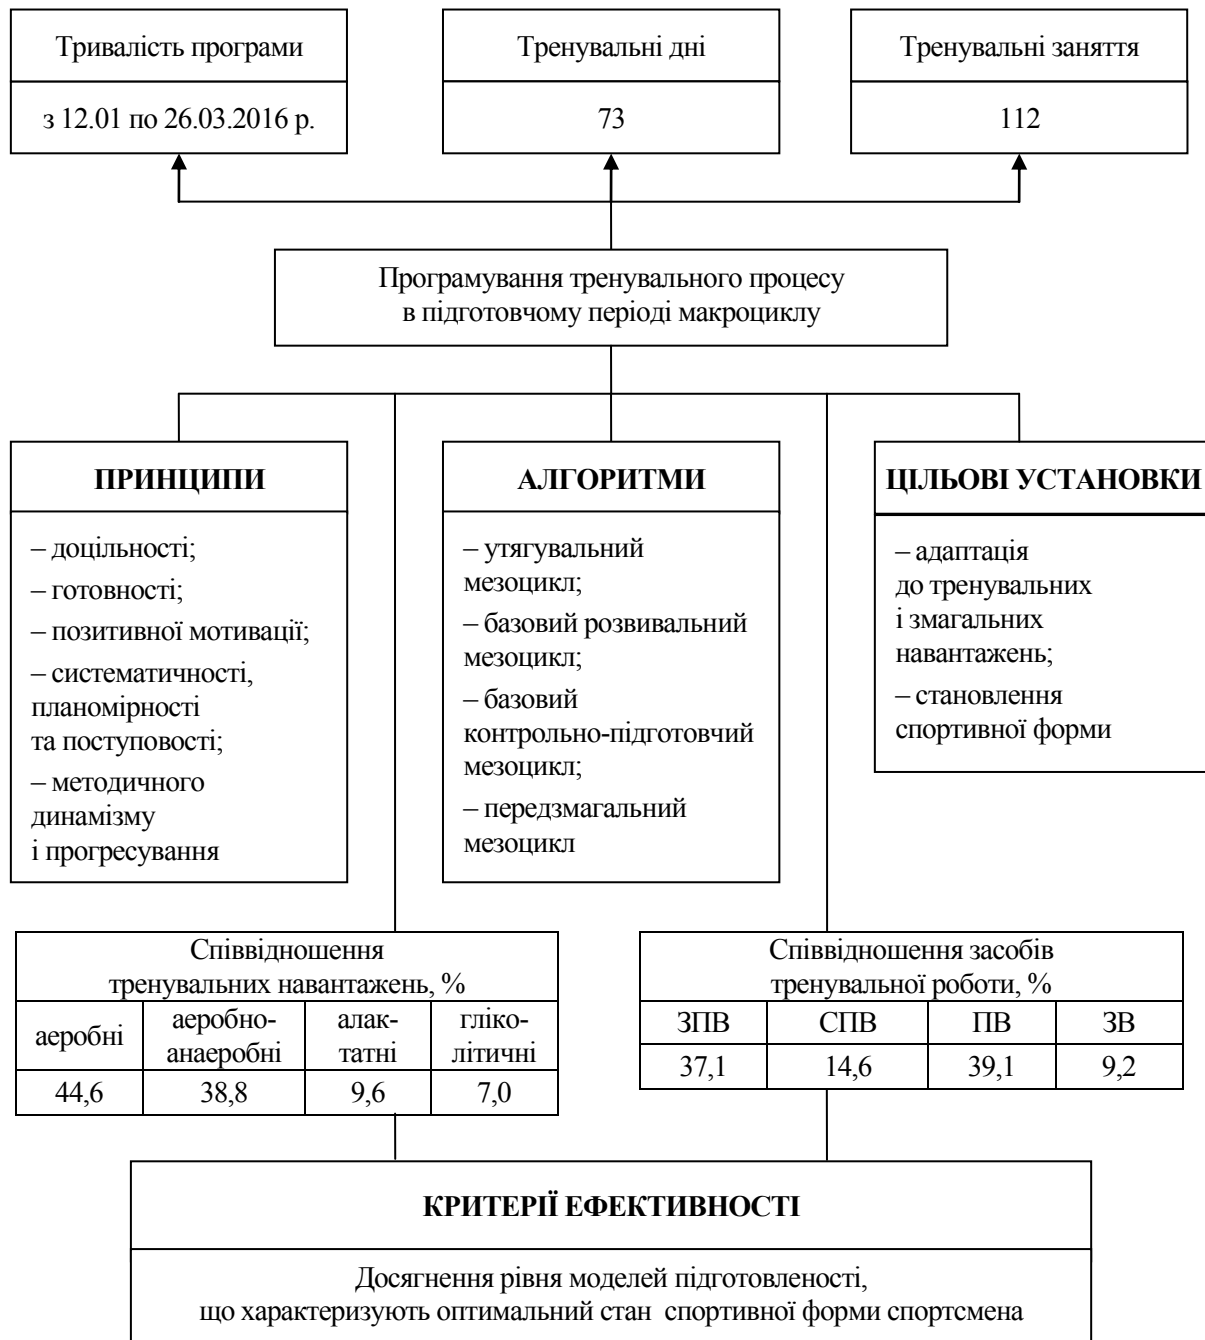 Тривалість програми
з 12.01 по 26.03.2016 р.
Тренувальні дні
73
Тренувальні заняття
112
Програмування тренувального процесу
в підготовчому періоді макроциклу
ПРИНЦИПИ
– доцільності;
– готовності;
– позитивної мотивації;
– систематичності,
планомірності
та поступовості;
– методичного
динамізму
і прогресування
АЛГОРИТМИ
– утягувальний
мезоцикл;
– базовий розвивальний
мезоцикл;
– базовий
контрольно-підготовчий
мезоцикл;
– передзмагальний
мезоцикл
ЦІЛЬОВІ УСТАНОВКИ
– адаптація
до тренувальних
і змагальних
навантажень;
– становлення
спортивної форми
Співвідношення
тренувальних навантажень, %
аеробні
аеробно-
анаеробні
алак-
татні
гліко-
літичні
44,6 38,8 9,6 7,0
Співвідношення засобів
тренувальної роботи, %
ЗПВ СПВ ПВ ЗВ
37,1 14,6 39,1 9,2
КРИТЕРІЇ ЕФЕКТИВНОСТІ
Досягнення рівня моделей підготовленості,
що характеризують оптимальний стан спортивної форми спортсмена